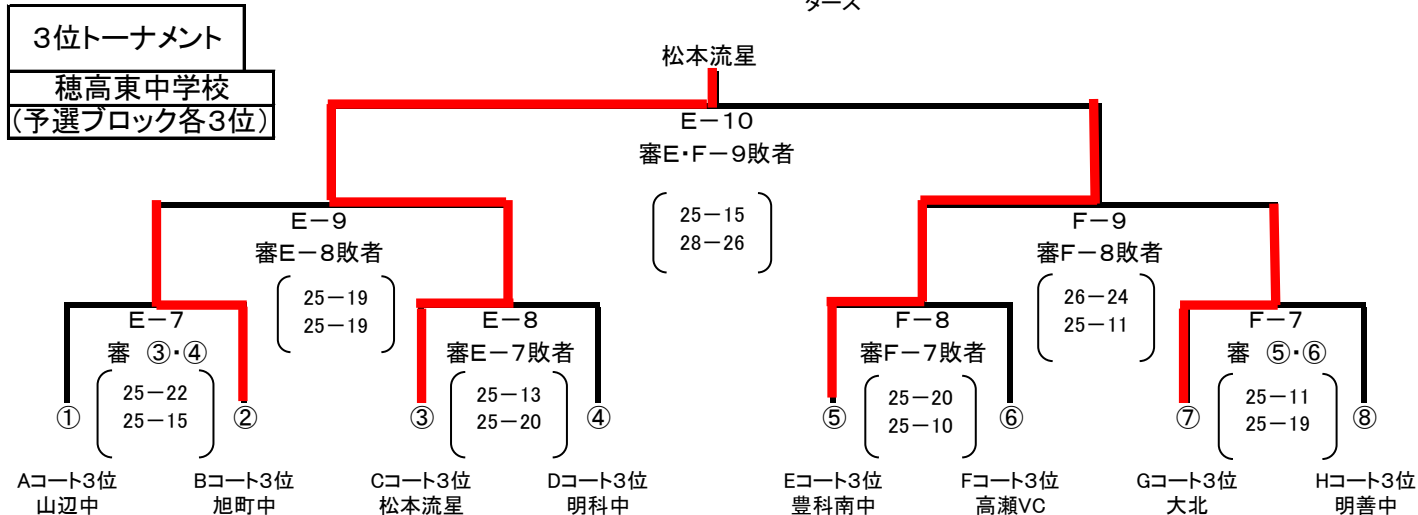 ターズ
3位トーナメント
穂高東中学校
(予選ブロック各3位)
松本流星
E－10
審E・F－9敗者
25－15
28－26
E－9
審E－8敗者
25－19
25－19
F－9
審F－8敗者
26－24
25－11
E－7
審 ③・④
25－22
25－15
E－8
審E－7敗者
25－13
25－20
F－8
審F－7敗者
25－20
25－10
F－7
審 ⑤・⑥
25－11
25－19
① ② ③ ④ ⑤ ⑥ ⑦ ⑧
Aコート3位 Bコート3位 Cコート3位 Dコート3位 Eコート3位 Fコート3位 Gコート3位 Hコート3位
山辺中 旭町中 松本流星 明科中 豊科南中 高瀬VC 大北 明善中